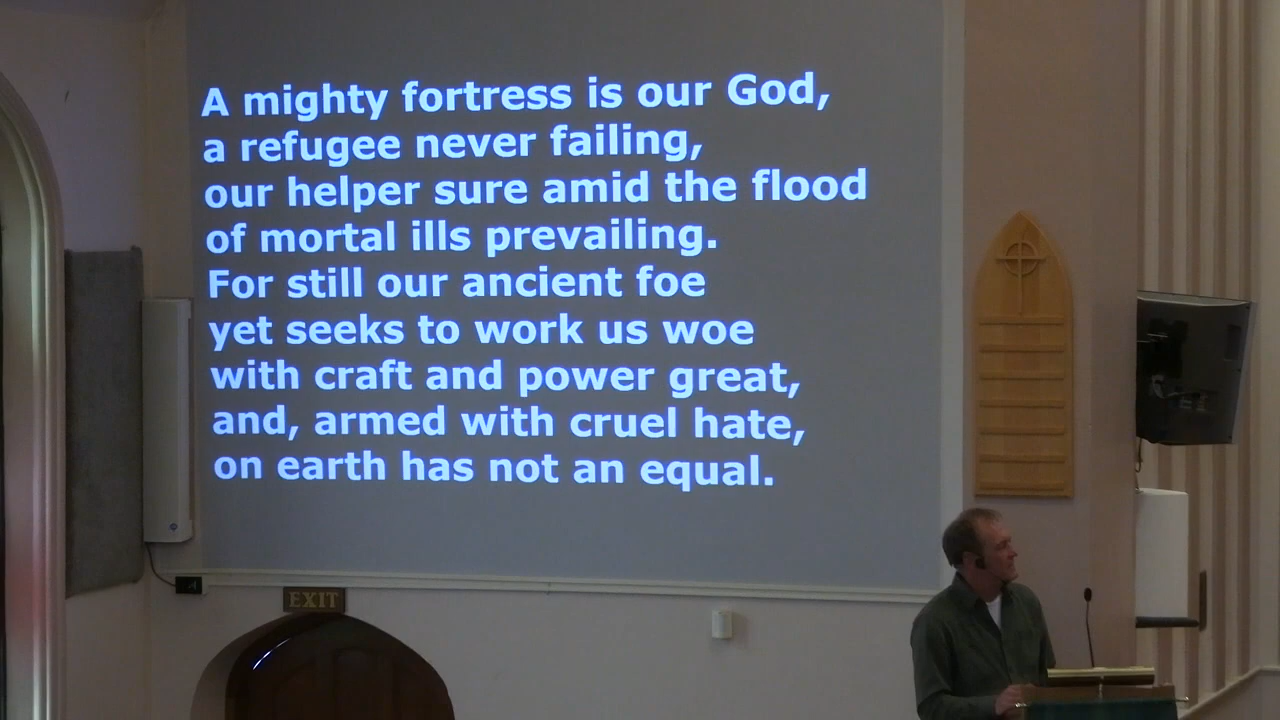 A mighty fortress is our God,
a refugee never failing,
our helper sure amid the flood
of mortal ills prevailing.
For still our ancient foe
yet seeks to work us woe
with craft and power great,
and, armed with cruel hate,
on earth has not an equal.
EXIT